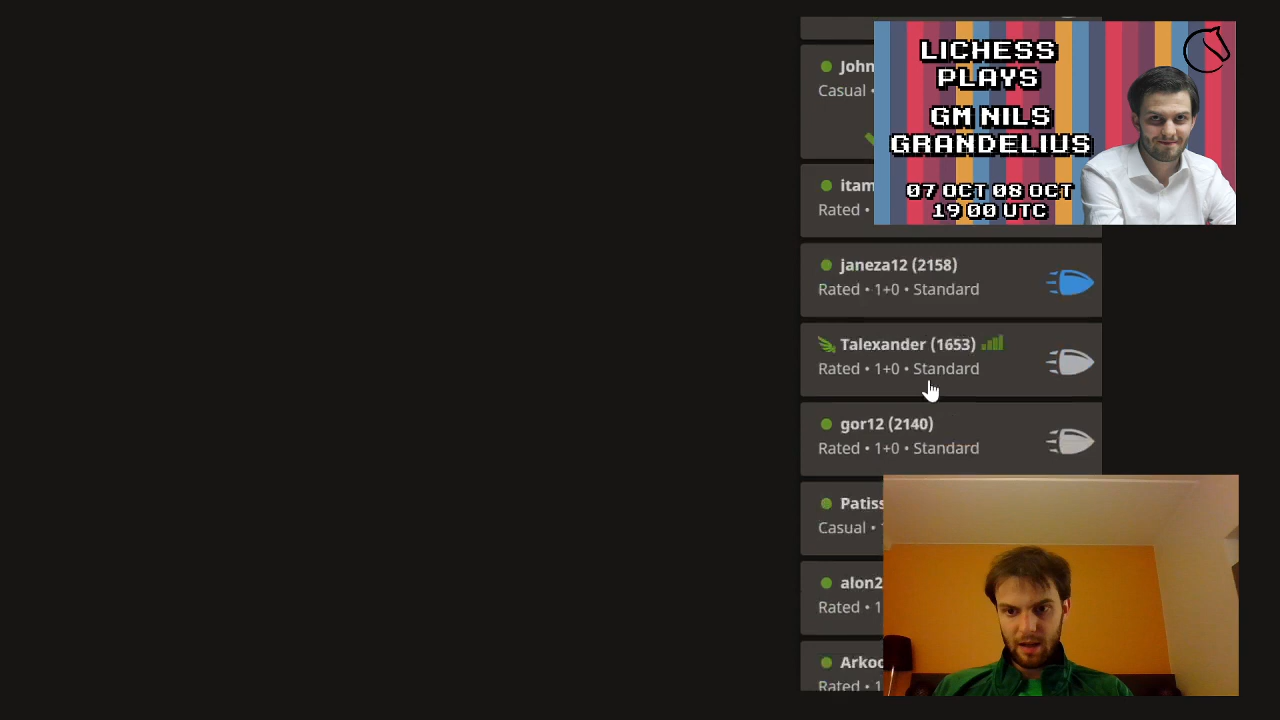 John
Casual •
LICHESS
PLAYS
GM NILS
GRANDELIUS
07 OCT 08 OCT
19 00 UTC
itam
Rated •
janeza12 (2158)
Rated • 1+0 • Standard
Talexander (1653)
Rated • 1+0 • Standard
gor12 (2140)
Rated • 1+0 • Standard
Patiss
Casual •
alon2
Rated • 1
Arkod
Rated • 1